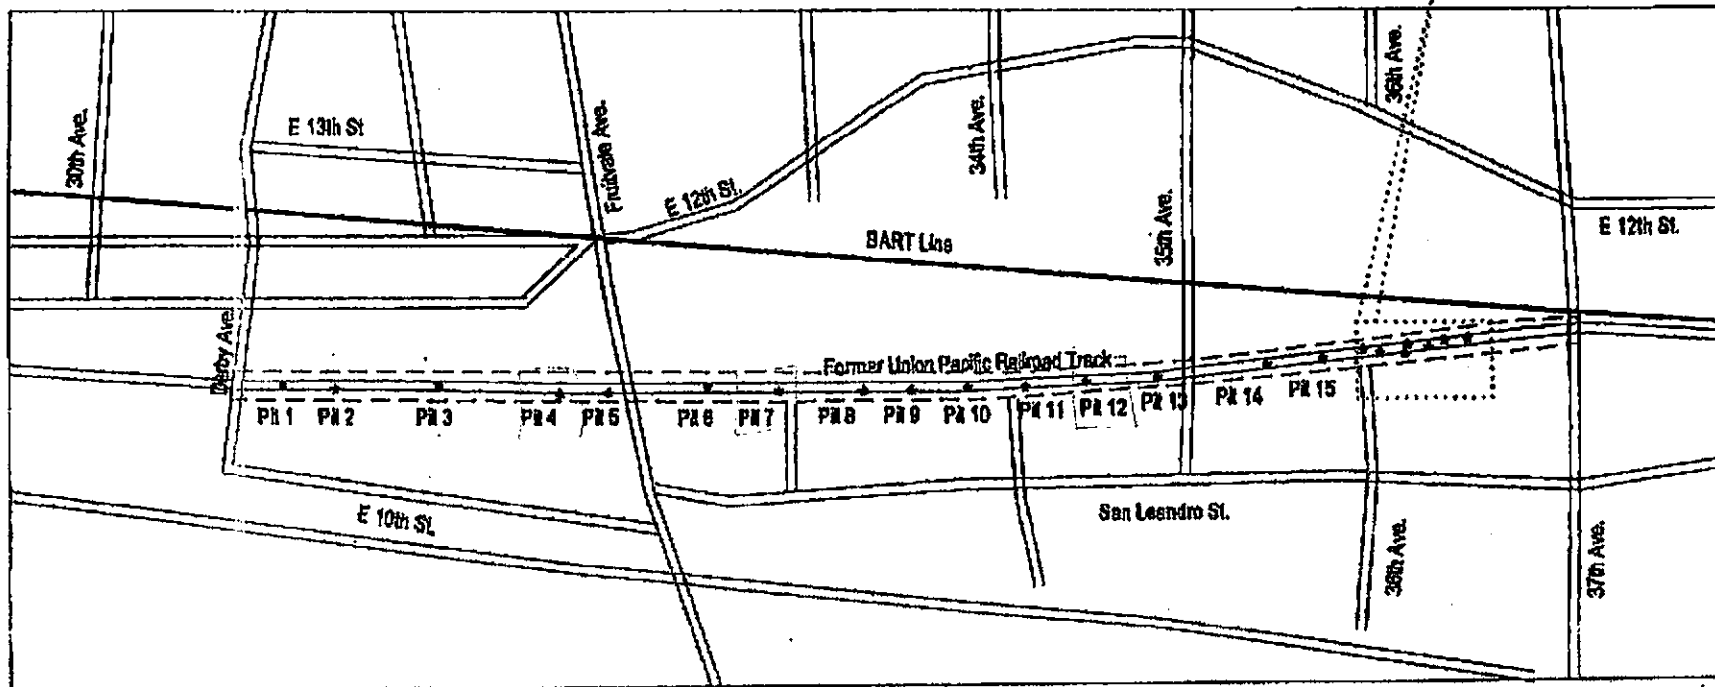 30th Ave.
E 13th St
Fruitvale Ave.
E 12th St.
34th Ave.
35th Ave.
36th Ave.
E 12th St.
BART Line
Derby Ave.
Former Union Pacific Railroad Track
Pit 1
Pit 2
Pit 3
Pit 4
Pit 5
Pit 6
Pit 7
Pit 8
Pit 9
Pit 10
Pit 11
Pit 12
Pit 13
Pit 14
Pit 15
E 10th St.
San Leandro St.
36th Ave.
37th Ave.